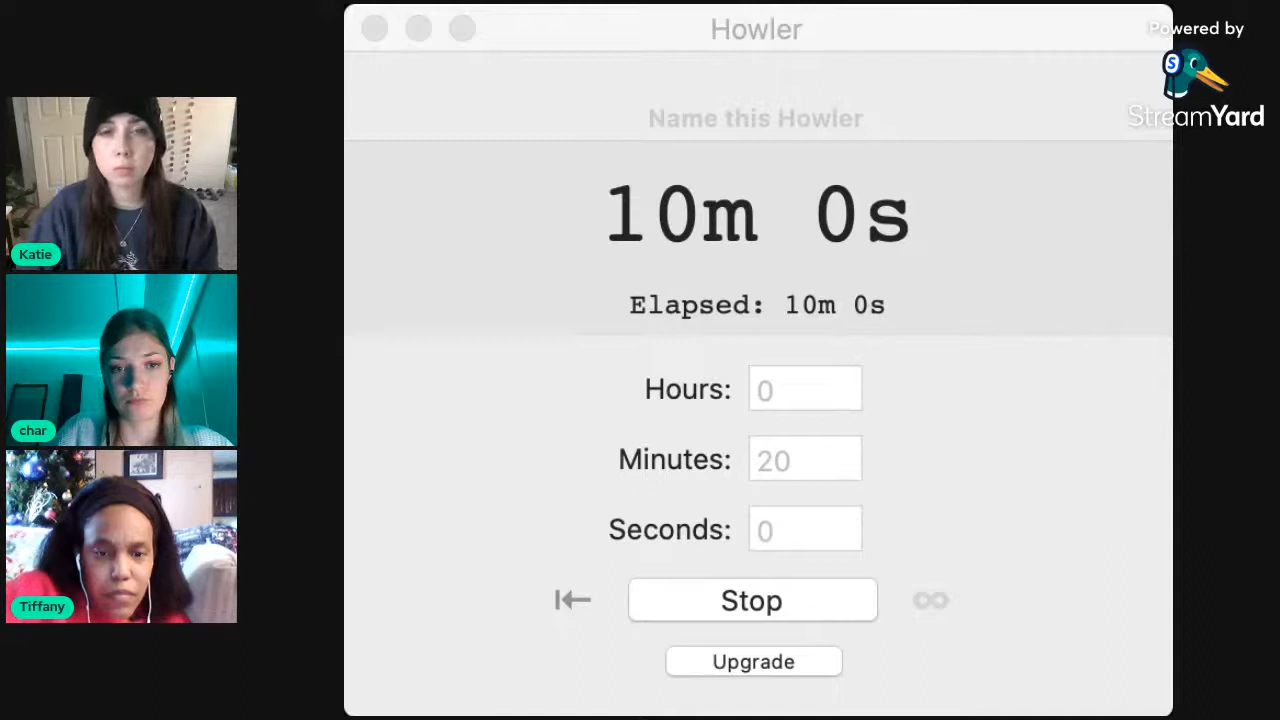 Howler
Powered by
StreamYard
Name this Howler
10m 0s
Elapsed: 10m 0s
Hours: 0
Minutes: 20
Seconds: 0
Stop
Upgrade
Katie
char
Tiffany